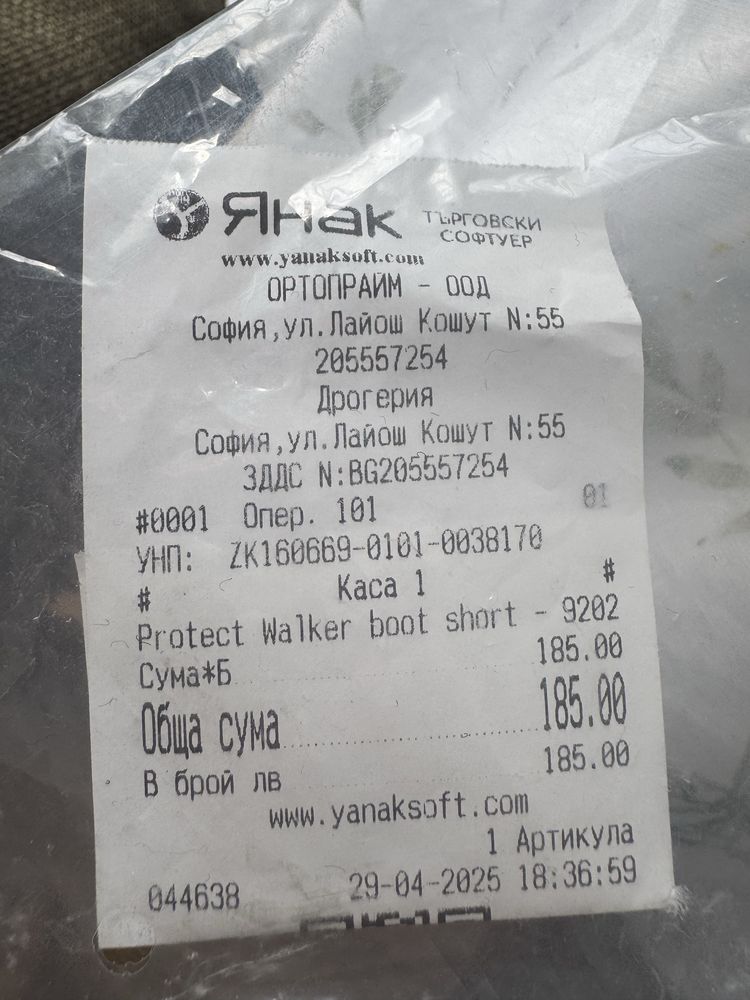 Янак ТЪРГОВСКИ СОФТУЕР
www.yanaksoft.com
ОРТОПРАЙМ - ООД
София,ул.Лайош Кошут N:55
205557254
Дрогерия
София,ул.Лайош Кошут N:55
ЗДДС N:BG205557254
#0001 Опер. 101 01
УНП: ZK160669-0101-0038170
# Каса 1 #
Protect Walker boot short - 9202
Сума*Б 185.00
Обща сума 185.00
В брой лв 185.00
www.yanaksoft.com
1 Артикула
044638 29-04-2025 18:36:59